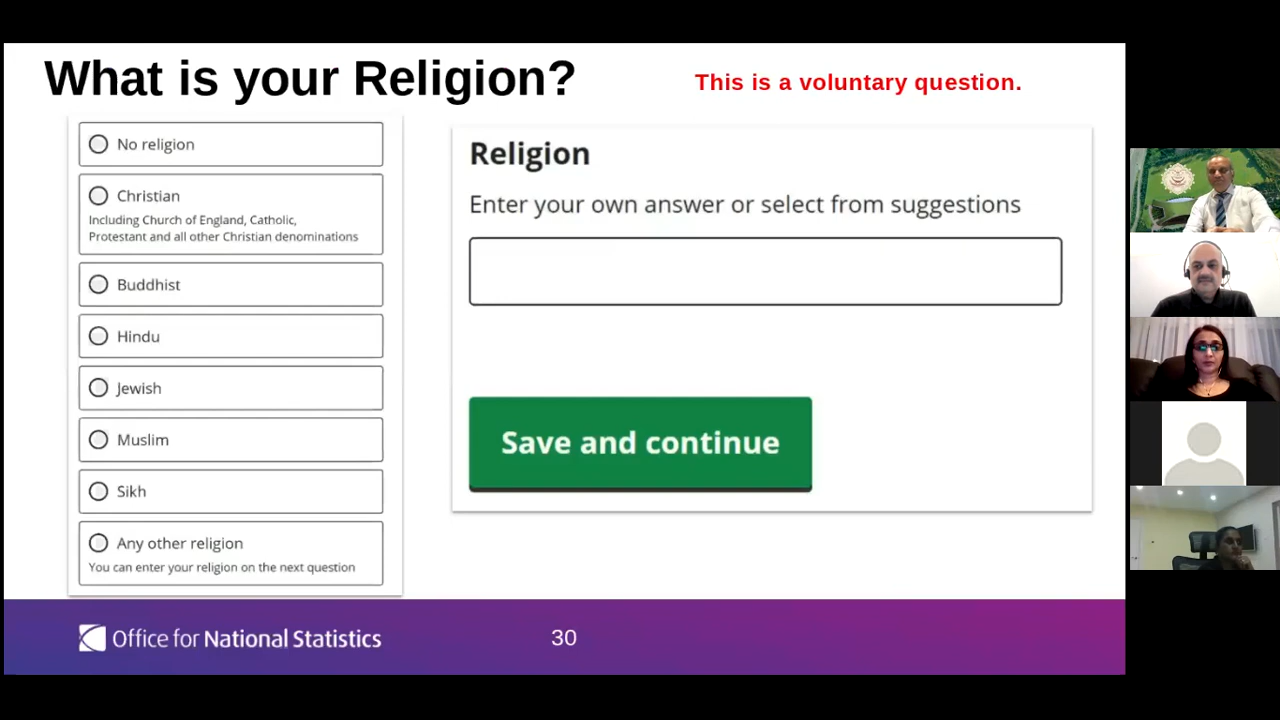 What is your Religion?
This is a voluntary question.
No religion
Christian
Including Church of England, Catholic,
Protestant and all other Christian denominations
Buddhist
Hindu
Jewish
Muslim
Sikh
Any other religion
You can enter your religion on the next question
Religion
Enter your own answer or select from suggestions
Save and continue
Office for National Statistics
30